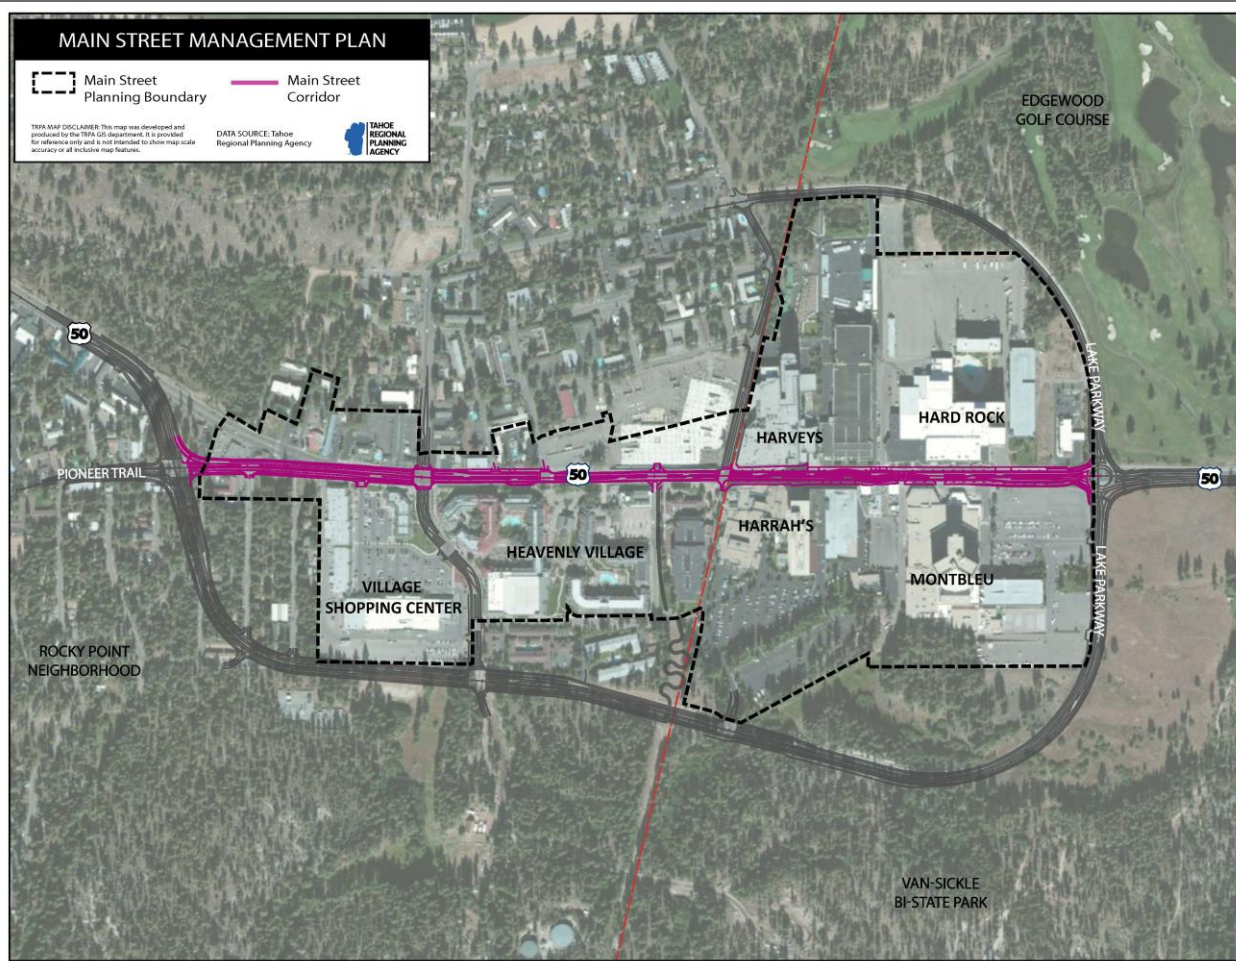 MAIN STREET MANAGEMENT PLAN
Main Street
Planning Boundary
Main Street
Corridor
TRPA MAP DISCLAIMER: This map was developed and
produced by the TRPA GIS department. It is provided
for reference only and is not intended to show map scale
accuracy or all inclusive map features.
DATA SOURCE: Tahoe
Regional Planning Agency
TAHOE
REGIONAL
PLANNING
AGENCY
EDGEWOOD
GOLF COURSE
50
LAKE PARKWAY
HARD ROCK
HARVEYS
PIONEER TRAIL
50
50
HARRAH'S
HEAVENLY VILLAGE
MONTBLEU
LAKE PARKWAY
VILLAGE
SHOPPING CENTER
ROCKY POINT
NEIGHBORHOOD
VAN-SICKLE
BI-STATE PARK